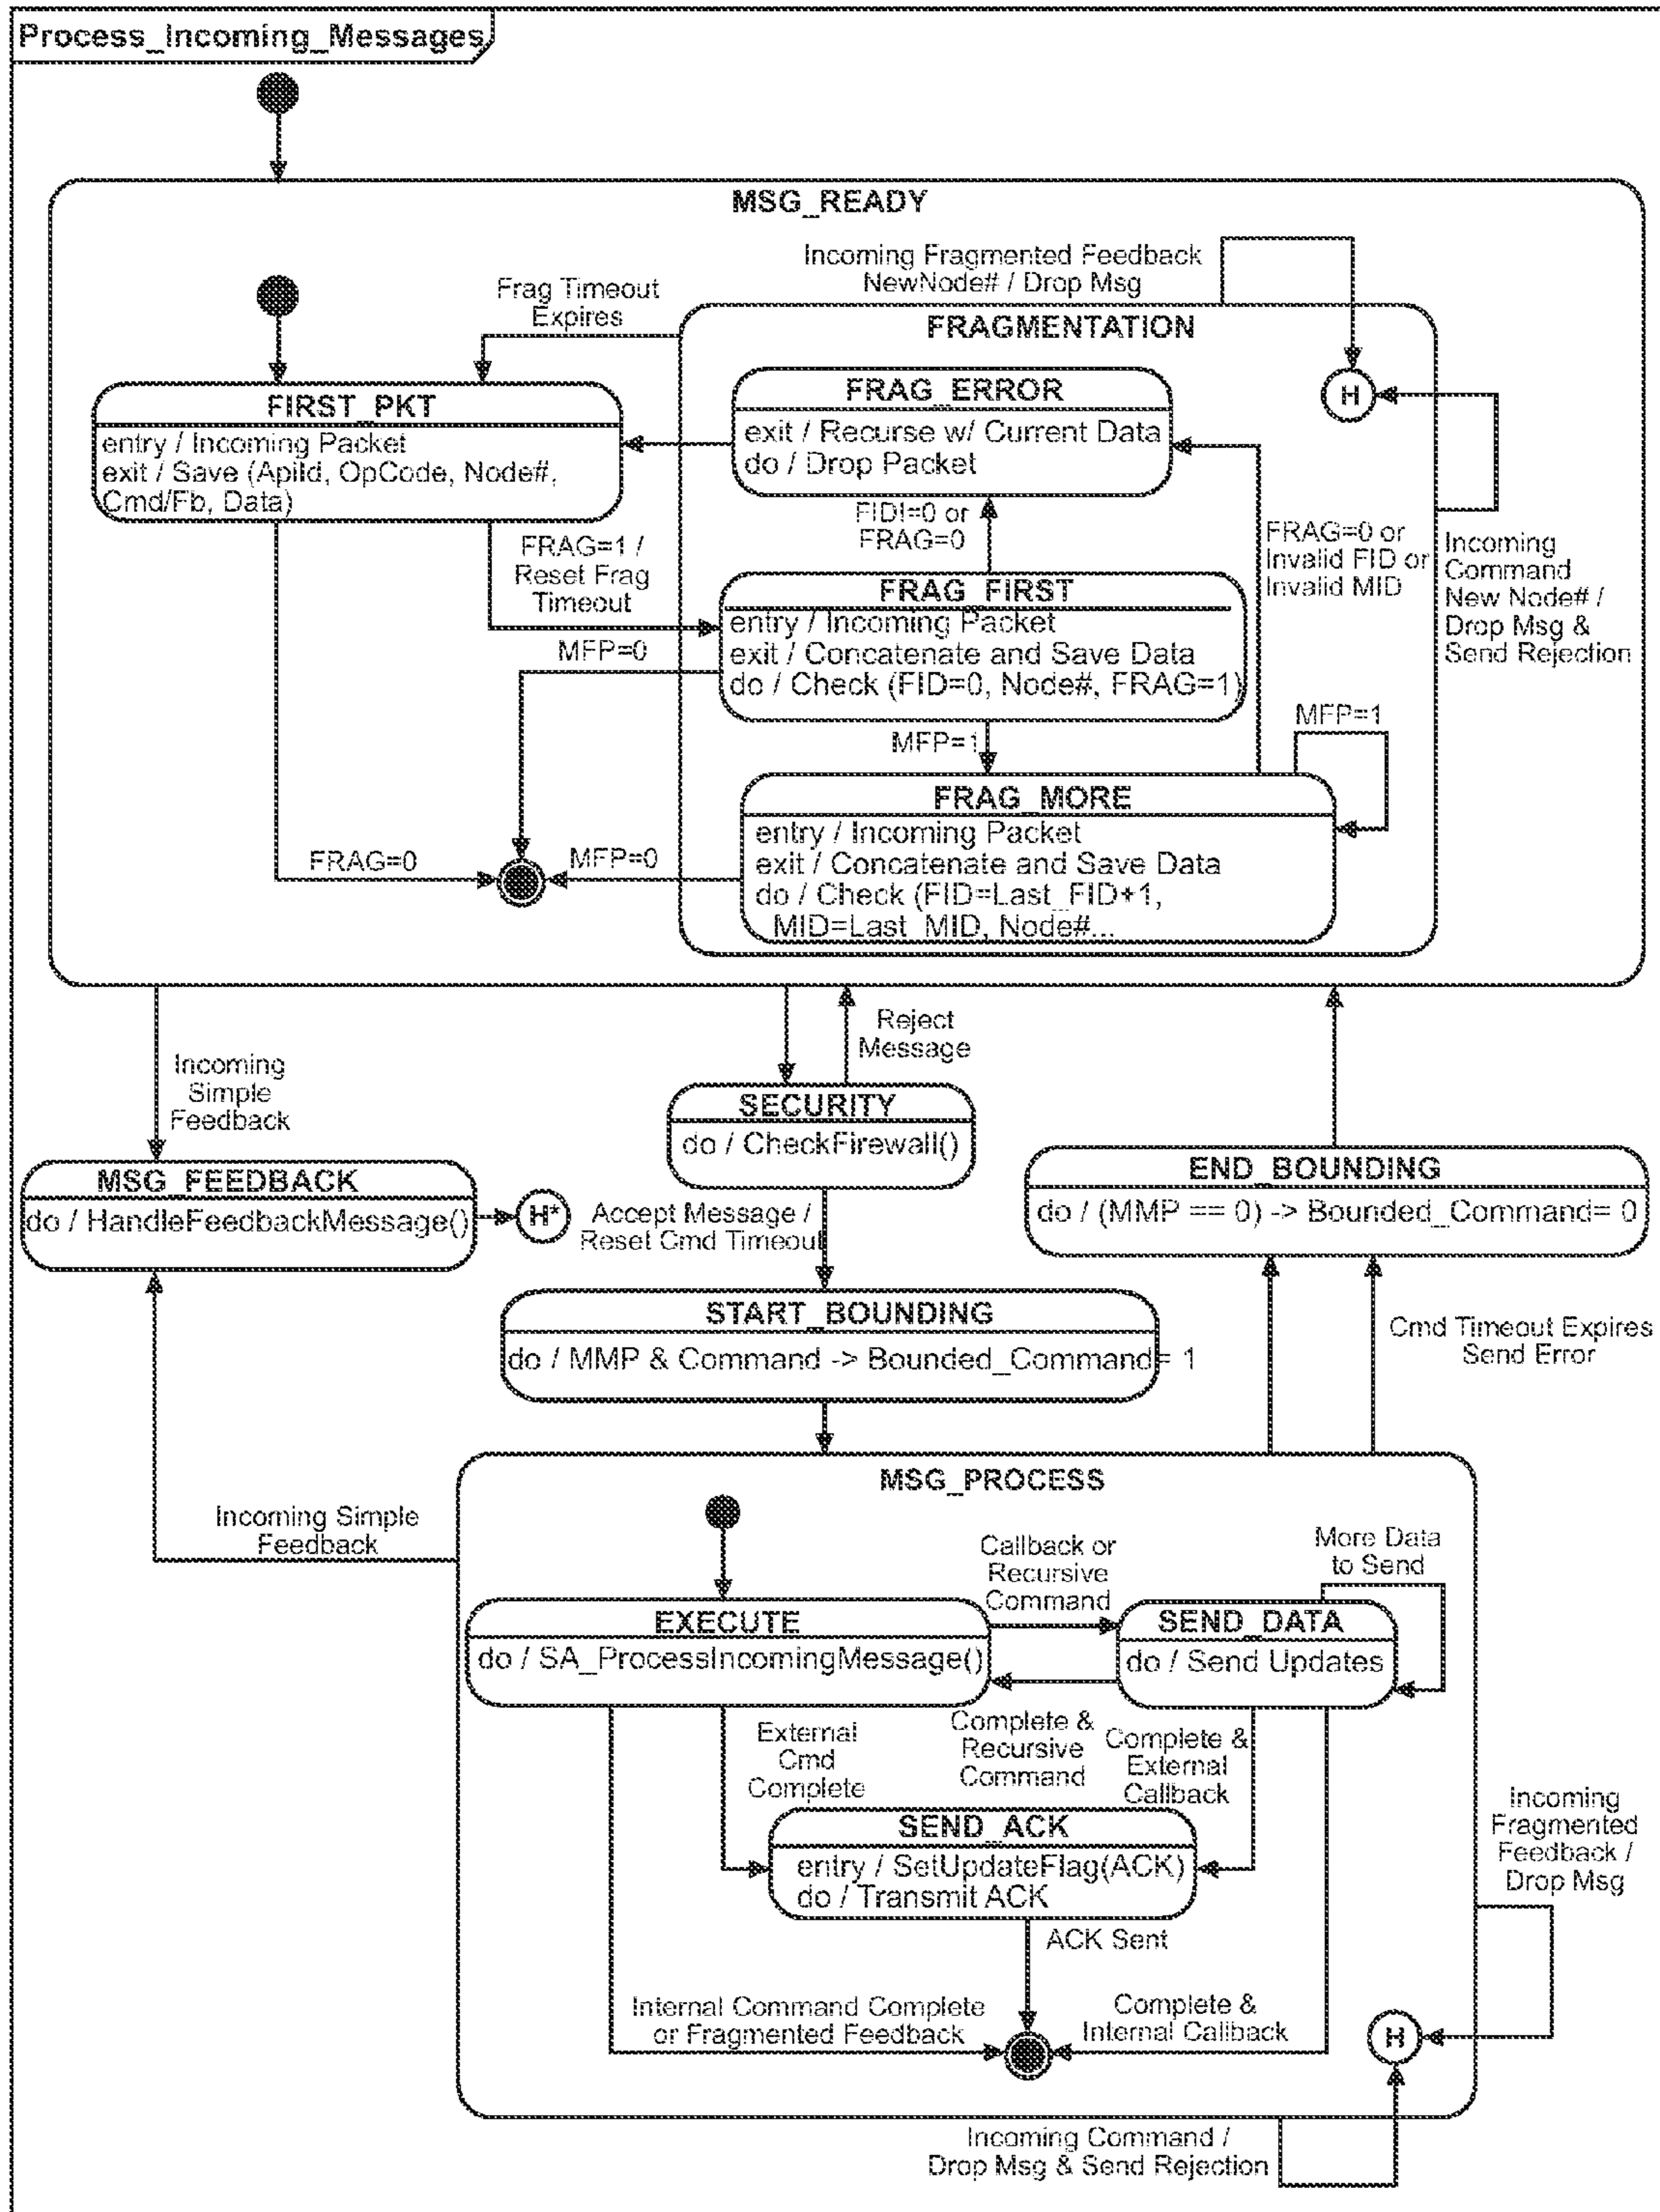 Process_Incoming_Messages
MSG_READY
Incoming Fragmented Feedback
NewNode# / Drop Msg
Frag Timeout
Expires
FRAGMENTATION
FIRST_PKT
entry / Incoming Packet
exit / Save (ApiId, OpCode, Node#,
Cmd/Fb, Data)
FRAG_ERROR
exit / Recurse w/ Current Data
do / Drop Packet
H
FID!=0 or
FRAG=0
FRAG=0 or
Invalid FID or
Invalid MID
Incoming
Command
New Node# /
Drop Msg &
Send Rejection
FRAG=1 /
Reset Frag
Timeout
FRAG_FIRST
entry / Incoming Packet
exit / Concatenate and Save Data
do / Check (FID=0, Node#, FRAG=1)
MFP=0
MFP=1
MFP=1
FRAG_MORE
entry / Incoming Packet
exit / Concatenate and Save Data
do / Check (FID=Last_FID+1,
MID=Last_MID, Node#...
FRAG=0
MFP=0
Incoming
Simple
Feedback
Reject
Message
SECURITY
do / CheckFirewall()
MSG_FEEDBACK
do / HandleFeedbackMessage()
H*
Accept Message /
Reset Cmd Timeout
END_BOUNDING
do / (MMP == 0) -> Bounded_Command= 0
START_BOUNDING
do / MMP & Command -> Bounded_Command= 1
Cmd Timeout Expires
Send Error
MSG_PROCESS
Incoming Simple
Feedback
Callback or
Recursive
Command
More Data
to Send
EXECUTE
do / SA_ProcessIncomingMessage()
SEND_DATA
do / Send Updates
External
Cmd
Complete
Complete &
Recursive
Command
Complete &
External
Callback
SEND_ACK
entry / SetUpdateFlag(ACK)
do / Transmit ACK
Incoming
Fragmented
Feedback /
Drop Msg
ACK Sent
Internal Command Complete
or Fragmented Feedback
Complete &
Internal Callback
H
Incoming Command /
Drop Msg & Send Rejection